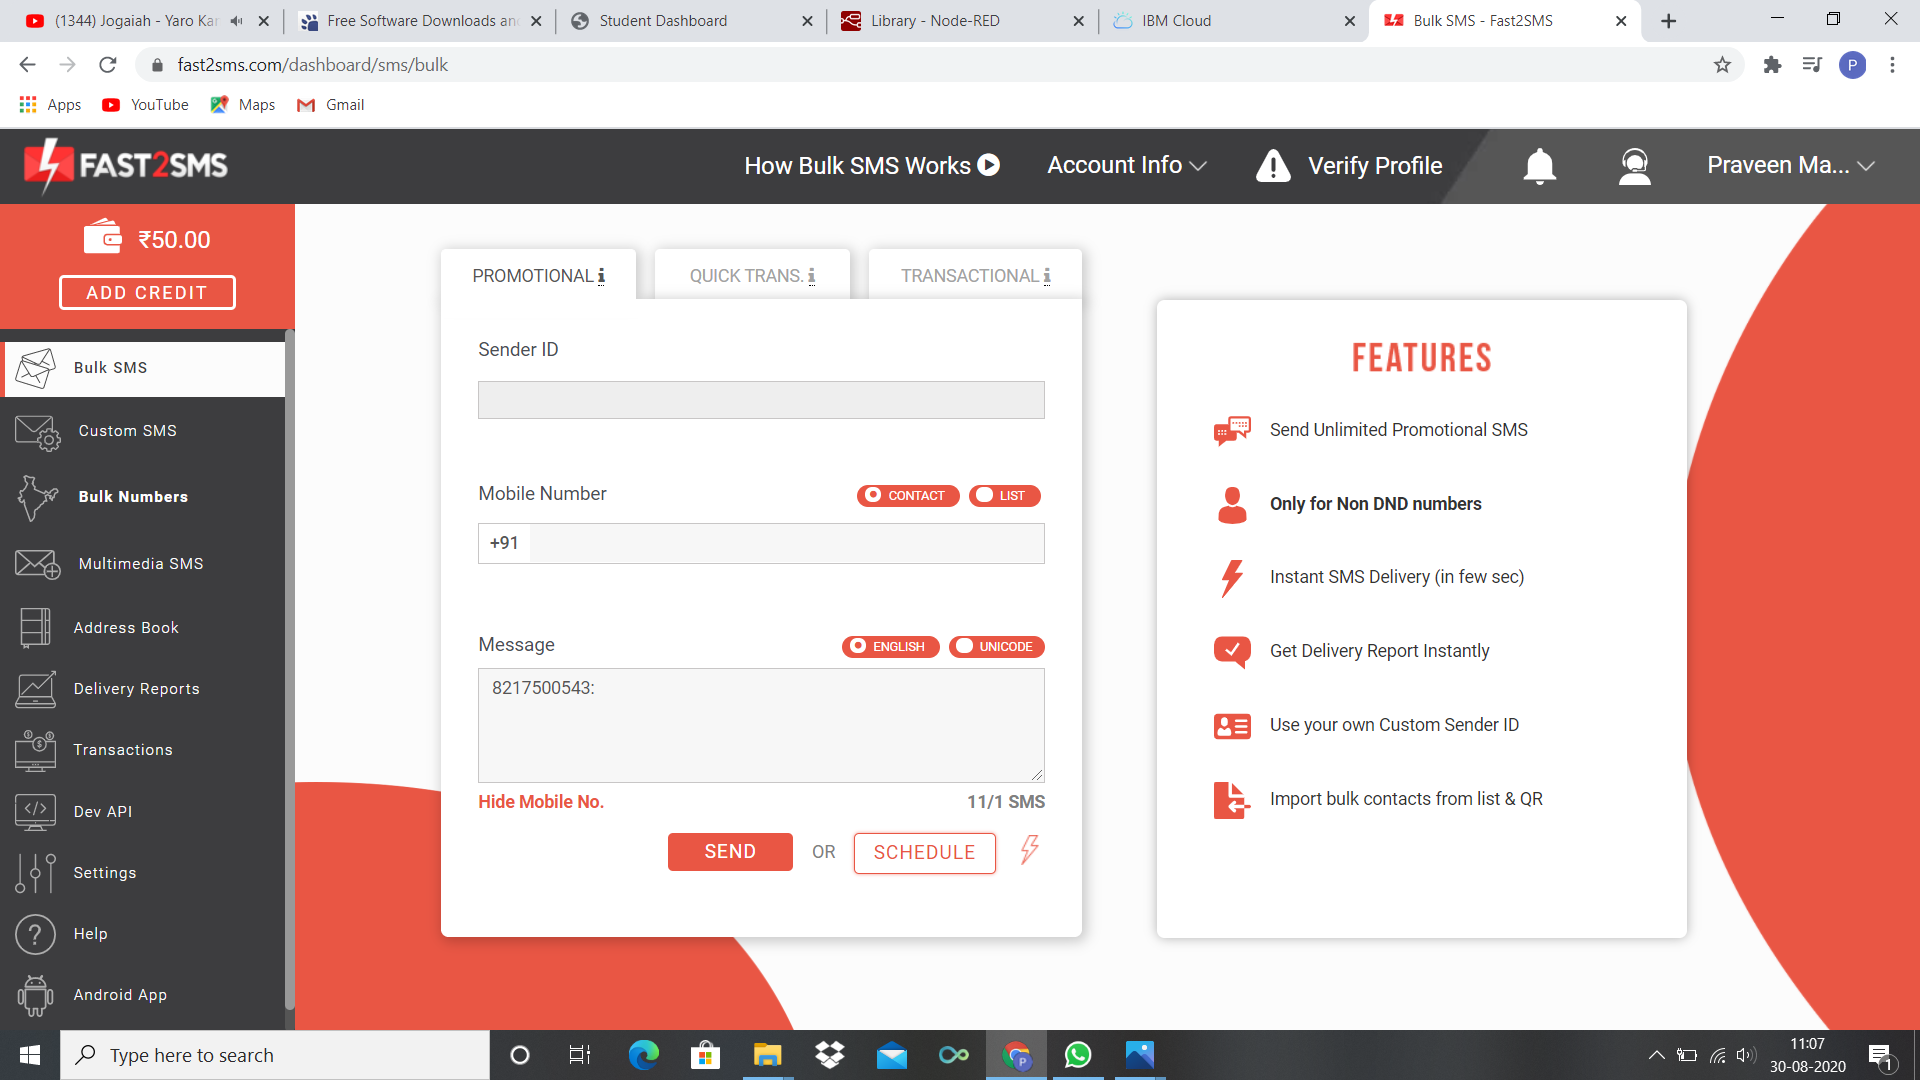 (1344) Jogaiah - Yaro Kar
Free Software Downloads an
Student Dashboard
Library - Node-RED
IBM Cloud
Bulk SMS - Fast2SMS
fast2sms.com/dashboard/sms/bulk
P
Apps
YouTube
Maps
Gmail
FAST2SMS
How Bulk SMS Works
Account Info
Verify Profile
Praveen Ma...
₹50.00
ADD CREDIT
Bulk SMS
Custom SMS
Bulk Numbers
Multimedia SMS
Address Book
Delivery Reports
Transactions
Dev API
Settings
Help
Android App
PROMOTIONAL i
QUICK TRANS. i
TRANSACTIONAL i
Sender ID
Mobile Number
CONTACT
LIST
+91
Message
ENGLISH
UNICODE
8217500543:
Hide Mobile No.
11/1 SMS
SEND
OR
SCHEDULE
FEATURES
Send Unlimited Promotional SMS
Only for Non DND numbers
Instant SMS Delivery (in few sec)
Get Delivery Report Instantly
Use your own Custom Sender ID
Import bulk contacts from list & QR
Type here to search
P
11:07
30-08-2020
1